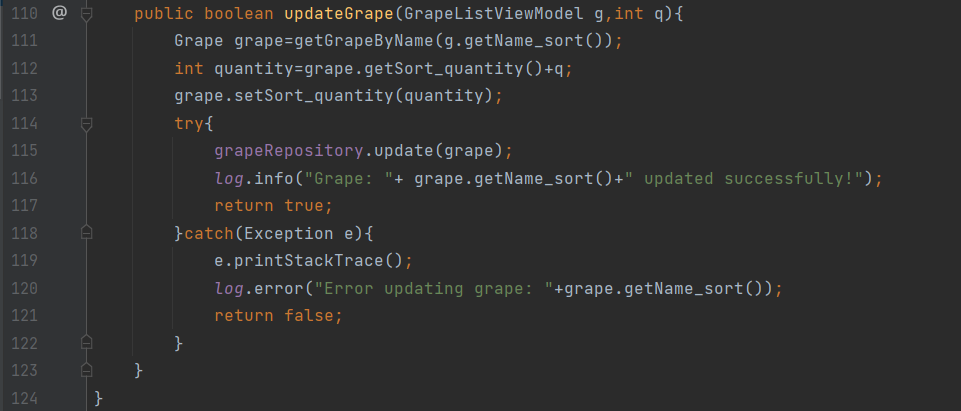 110 @ public boolean updateGrape(GrapeListViewModel g,int q){
111 Grape grape=getGrapeByName(g.getName_sort());
112 int quantity=grape.getSort_quantity()+q;
113 grape.setSort_quantity(quantity);
114 try{
115 grapeRepository.update(grape);
116 log.info("Grape: "+ grape.getName_sort()+" updated successfully!");
117 return true;
118 }catch(Exception e){
119 e.printStackTrace();
120 log.error("Error updating grape: "+grape.getName_sort());
121 return false;
122 }
123 }
124 }